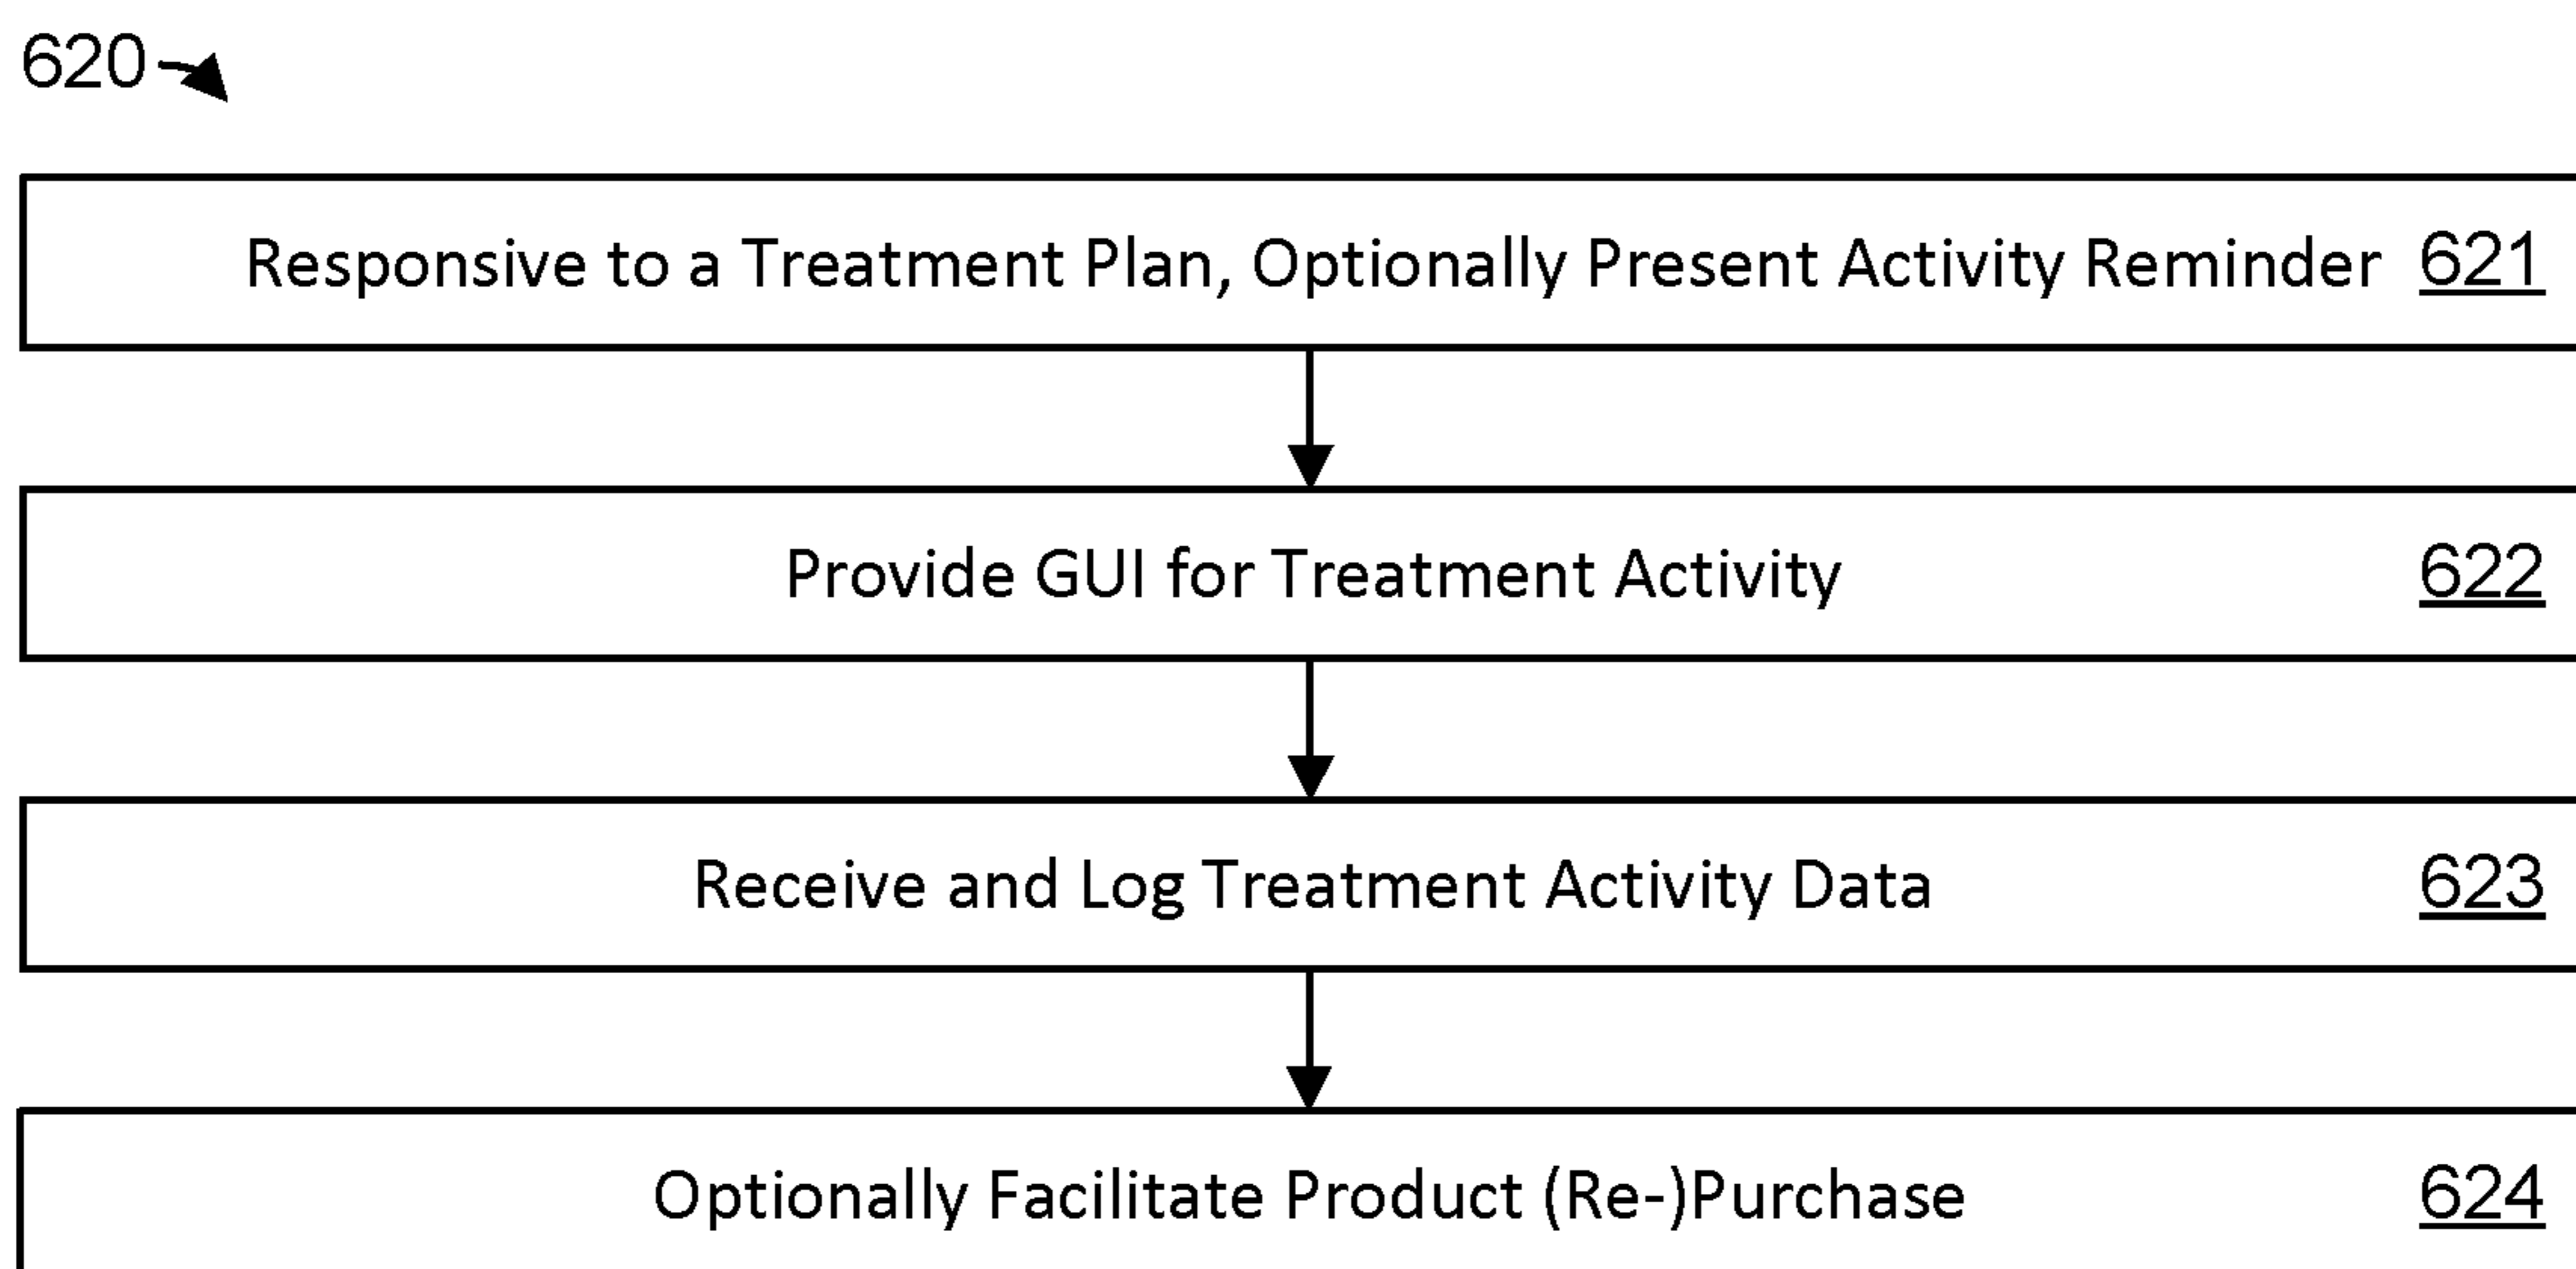 620
Responsive to a Treatment Plan, Optionally Present Activity Reminder 621
Provide GUI for Treatment Activity 622
Receive and Log Treatment Activity Data 623
Optionally Facilitate Product (Re-)Purchase 624